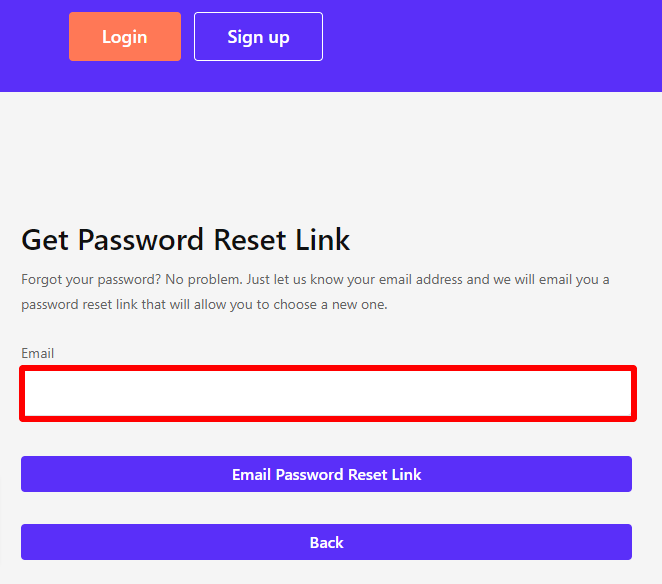 Login
Sign up
Get Password Reset Link
Forgot your password? No problem. Just let us know your email address and we will email you a
password reset link that will allow you to choose a new one.
Email
Email Password Reset Link
Back